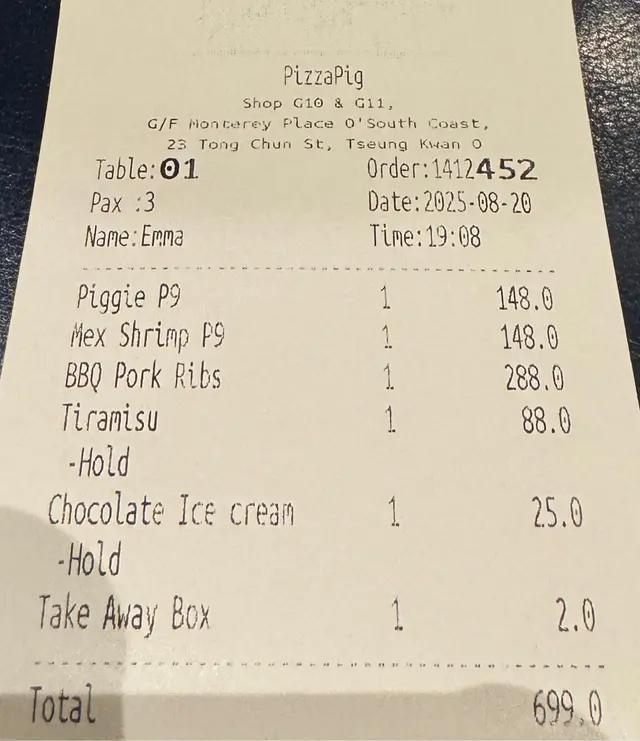 PizzaPig
Shop G10 & G11,
G/F Monterey Place O'South Coast,
23 Tong Chun St, Tseung Kwan O
Table:01 Order:1412452
Pax :3 Date:2025-08-20
Name:Emma Time:19:08
Piggie P9 1 148.0
Mex Shrimp P9 1 148.0
BBQ Pork Ribs 1 288.0
Tiramisu 1 88.0
-Hold
Chocolate Ice cream 1 25.0
-Hold
Take Away Box 1 2.0
Total 699.0